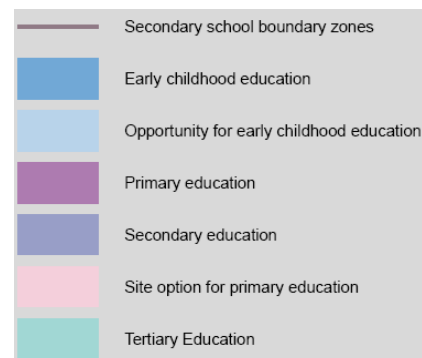 Secondary school boundary zones
Early childhood education
Opportunity for early childhood education
Primary education
Secondary education
Site option for primary education
Tertiary Education